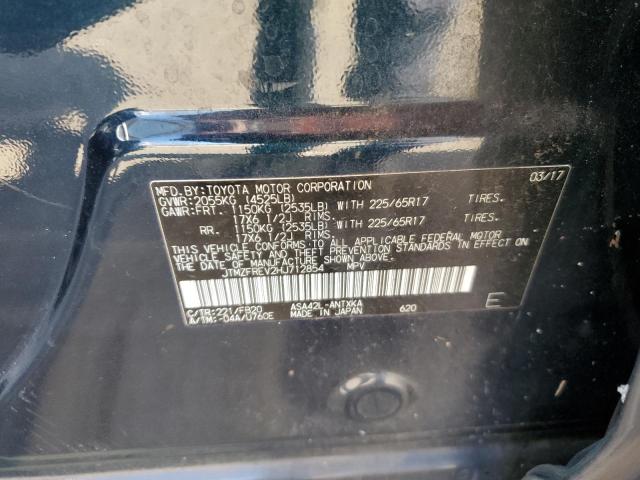 MFD.BY:TOYOTA MOTOR CORPORATION 03/17
GVWR:2055KG (4525LB)
GAWR:FRT. 1150KG (2535LB) WITH 225/65R17 TIRES.
17X6 1/2J RIMS.
RR. 1150KG (2535LB) WITH 225/65R17 TIRES.
17X6 1/2J RIMS.
THIS VEHICLE CONFORMS TO ALL APPLICABLE FEDERAL MOTOR
VEHICLE SAFETY AND THEFT PREVENTION STANDARDS IN EFFECT ON
THE DATE OF MANUFACTURE SHOWN ABOVE.
JTMZFREV2HJ712854 MPV
C/TR:221/FB20 ASA42L-ANTXKA 620 E
A/TM:-04A/U760E MADE IN JAPAN